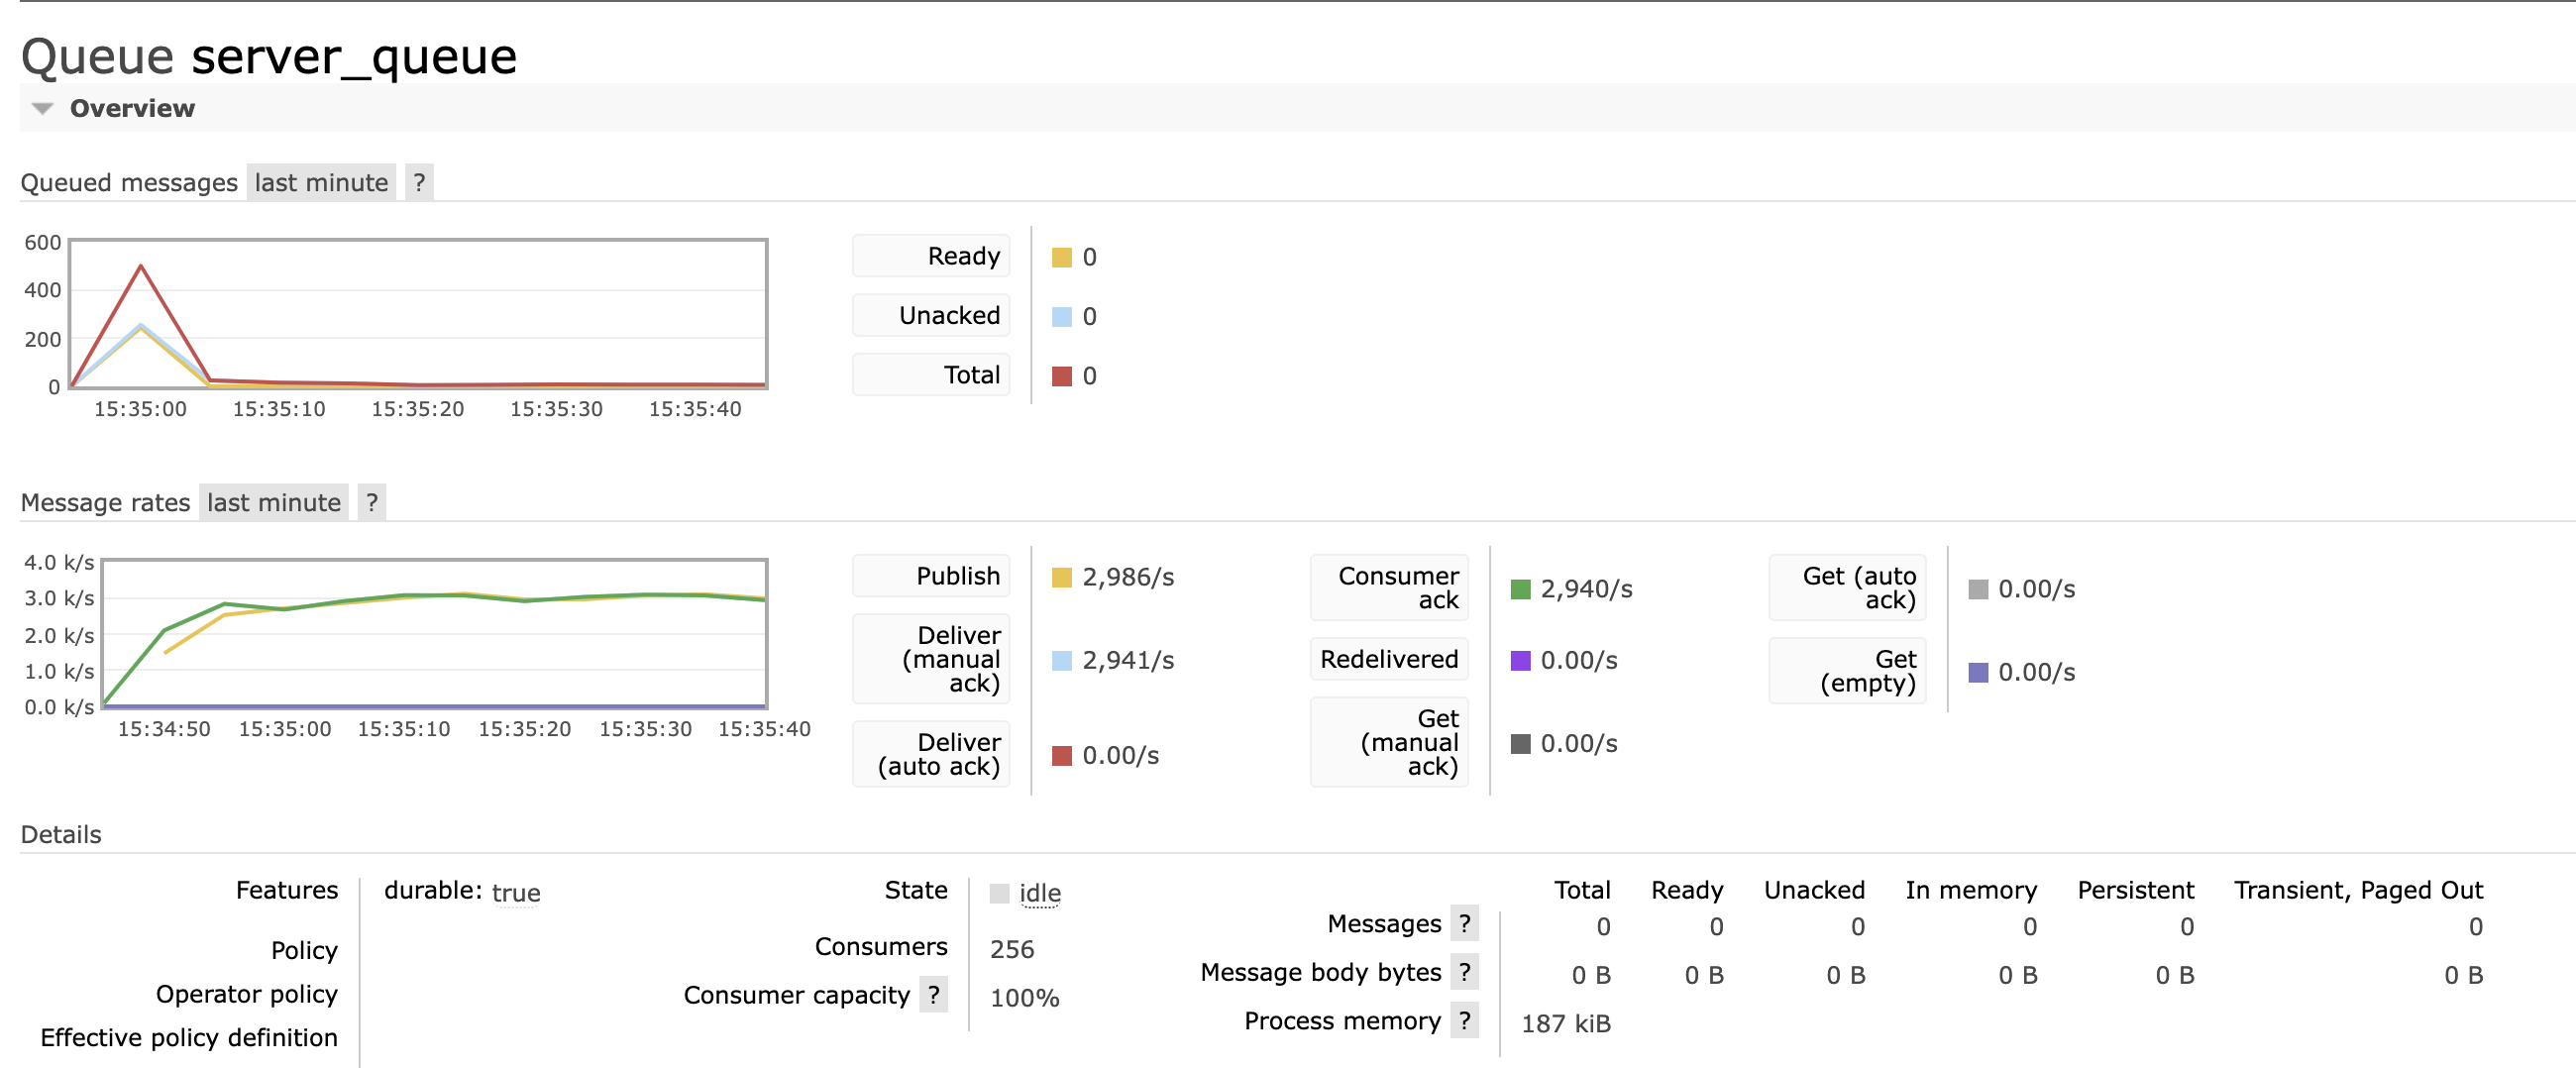 Queue server_queue
Overview
Queued messages last minute ?
600
400
200
0
15:35:00 15:35:10 15:35:20 15:35:30 15:35:40
Ready 0
Unacked 0
Total 0
Message rates last minute ?
4.0 k/s
3.0 k/s
2.0 k/s
1.0 k/s
0.0 k/s
15:34:50 15:35:00 15:35:10 15:35:20 15:35:30 15:35:40
Publish 2,986/s
Deliver
(manual 2,941/s
ack)
Deliver
(auto ack) 0.00/s
Consumer
ack 2,940/s
Redelivered 0.00/s
Get
(manual 0.00/s
ack)
Get (auto
ack) 0.00/s
Get
(empty) 0.00/s
Details
Features durable: true
Policy
Operator policy
Effective policy definition
State idle
Consumers 256
Consumer capacity ? 100%
Total Ready Unacked In memory Persistent Transient, Paged Out
Messages ? 0 0 0 0 0 0
Message body bytes ? 0 B 0 B 0 B 0 B 0 B 0 B
Process memory ? 187 kiB